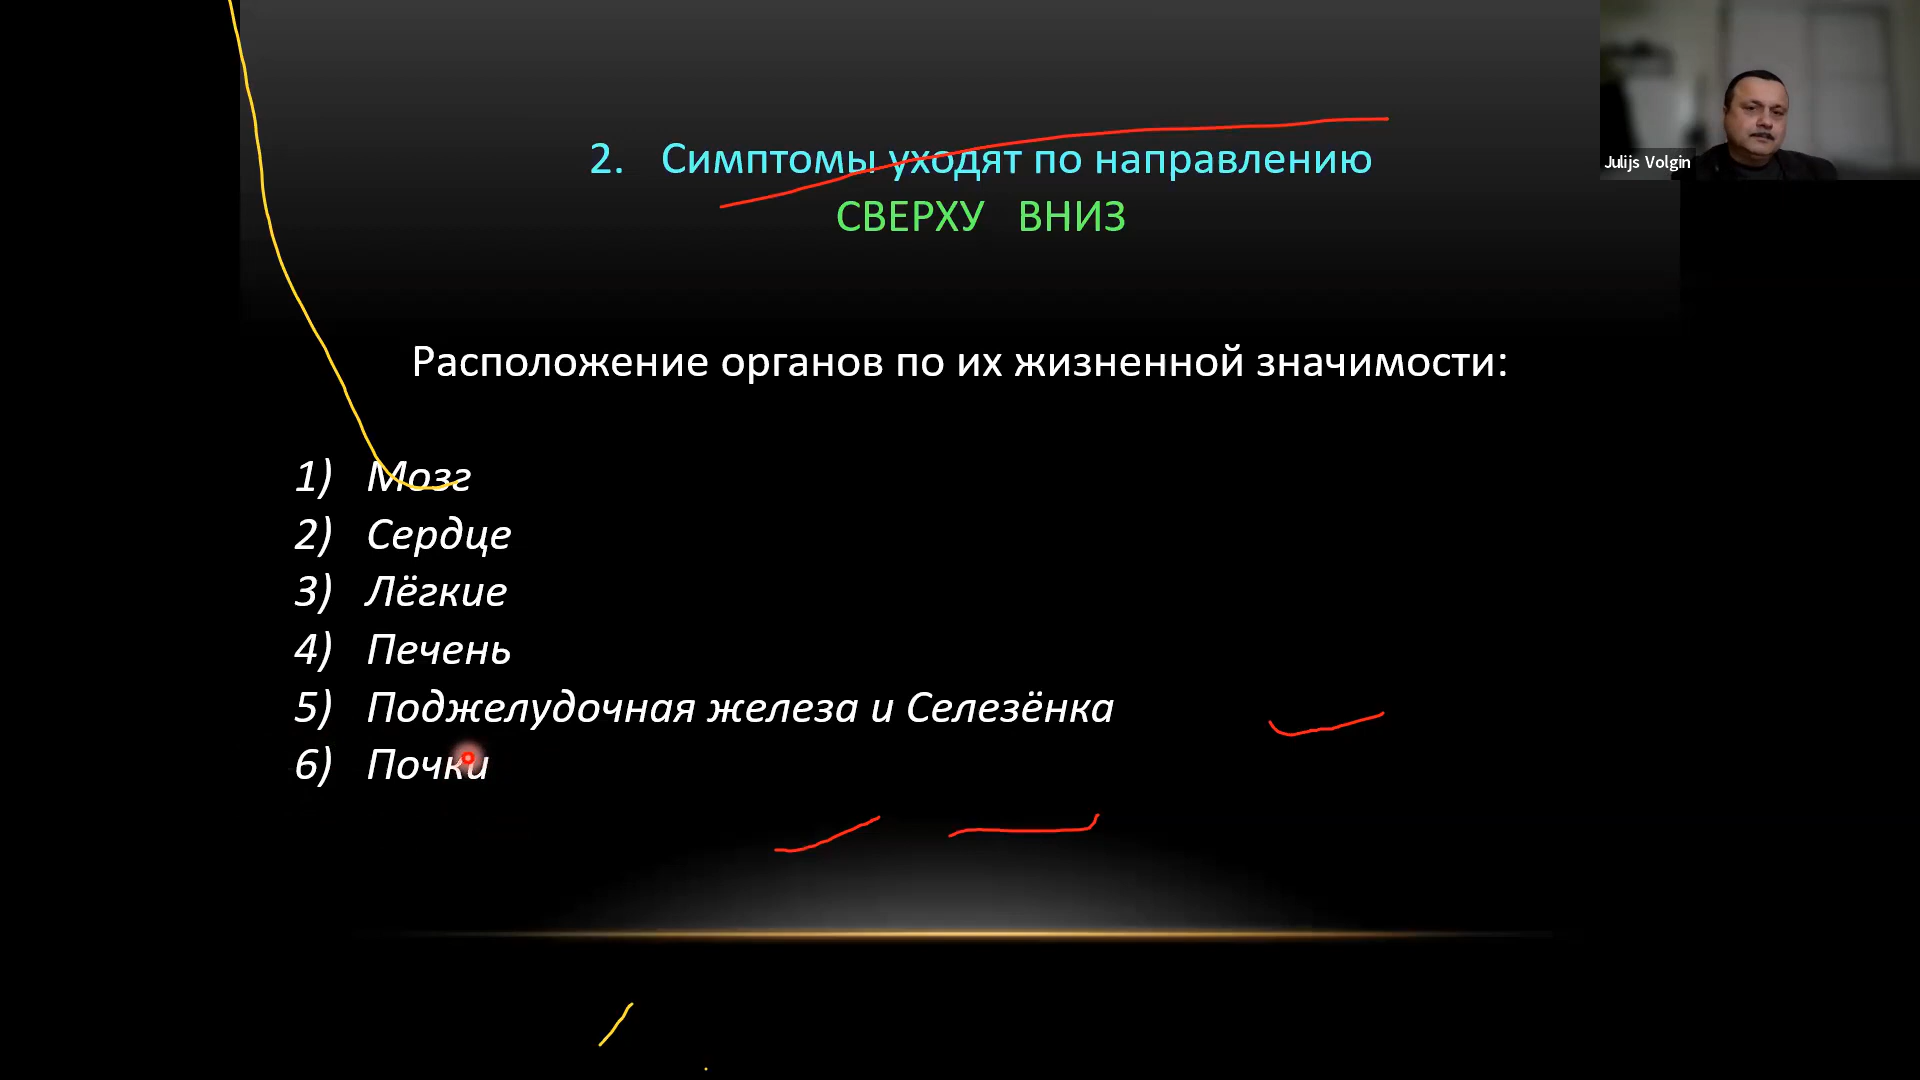 2. Симптомы уходят по направлению
СВЕРХУ ВНИЗ
Julijs Volgin
Расположение органов по их жизненной значимости:
1) Мозг
2) Сердце
3) Лёгкие
4) Печень
5) Поджелудочная железа и Селезёнка
6) Почки